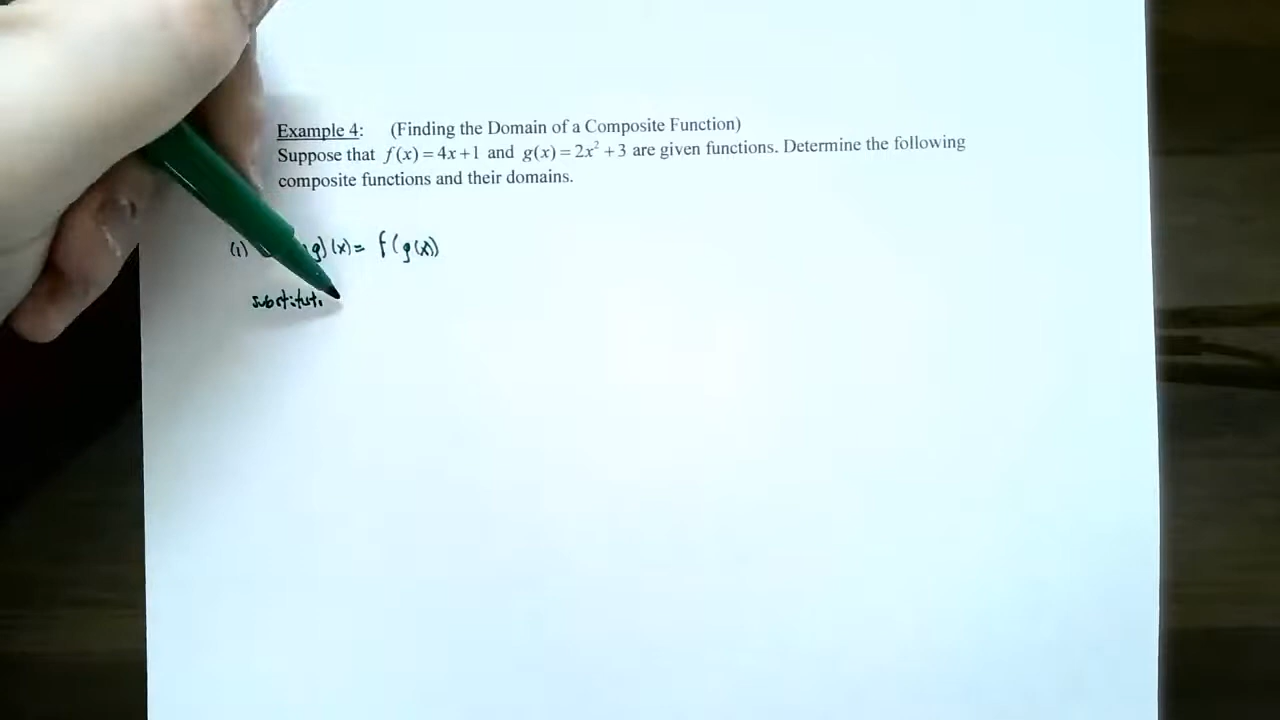 Example 4: (Finding the Domain of a Composite Function)
Suppose that f(x) = 4x+1 and g(x) = 2x² + 3 are given functions. Determine the following
composite functions and their domains.
(1) g)(x) = f(g(x))
substituti